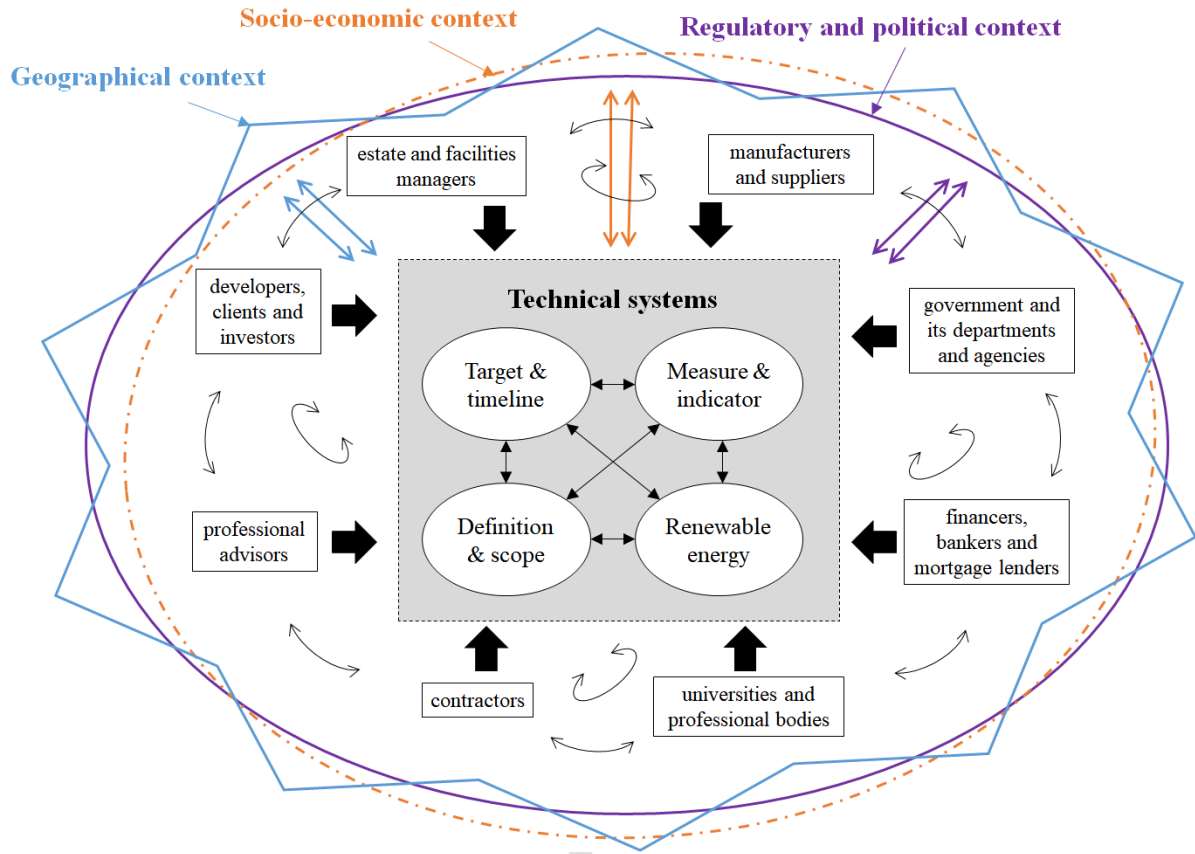 Socio-economic context
Regulatory and political context
Geographical context
estate and facilities
managers
manufacturers
and suppliers
developers,
clients and
investors
Technical systems
government and
its departments
and agencies
Target &
timeline
Measure &
indicator
professional
advisors
Definition
& scope
Renewable
energy
financers,
bankers and
mortgage lenders
contractors
universities and
professional bodies